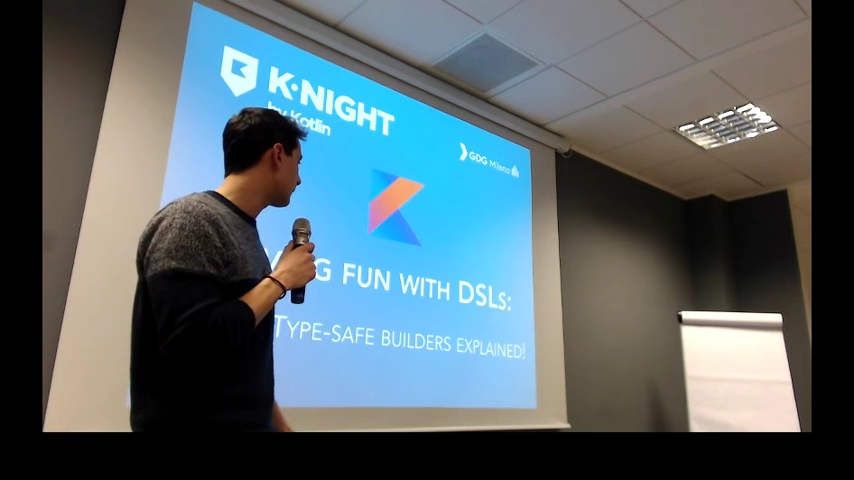 K·NIGHT
by Kotlin
GDG Milano
G FUN WITH DSLs:
TYPE-SAFE BUILDERS EXPLAINED!